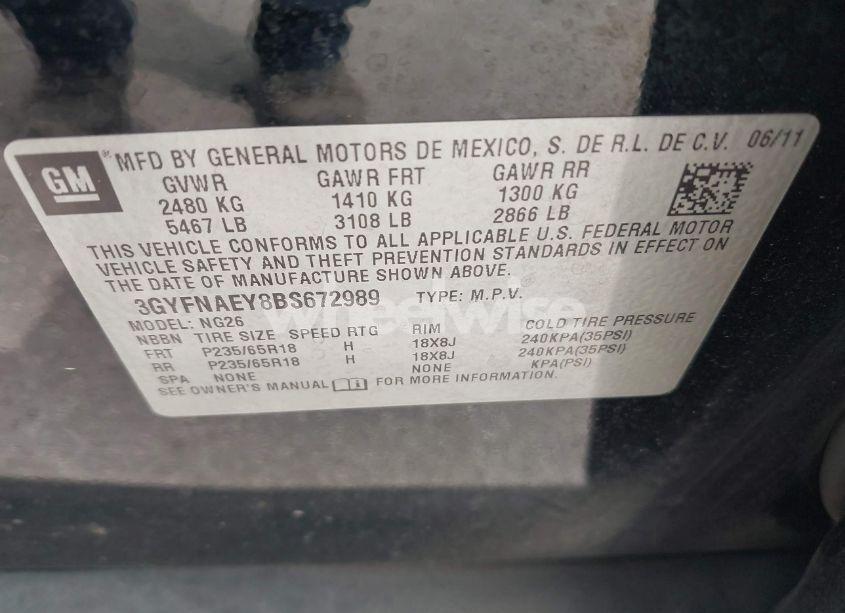 GM
® MFD BY GENERAL MOTORS DE MEXICO, S. DE R.L. DE C.V. 06/11
GVWR GAWR FRT GAWR RR
2480 KG 1410 KG 1300 KG
5467 LB 3108 LB 2866 LB
THIS VEHICLE CONFORMS TO ALL APPLICABLE U.S. FEDERAL MOTOR
VEHICLE SAFETY AND THEFT PREVENTION STANDARDS IN EFFECT ON
THE DATE OF MANUFACTURE SHOWN ABOVE.
3GYFNAEY8BS672989 TYPE: M.P.V.
wheelwise
MODEL: NG26
NBBN TIRE SIZE SPEED RTG RIM COLD TIRE PRESSURE
FRT P235/65R18 H 18X8J 240KPA(35PSI)
RR P235/65R18 H 18X8J 240KPA(35PSI)
SPA NONE NONE KPA(PSI)
SEE OWNER'S MANUAL FOR MORE INFORMATION.